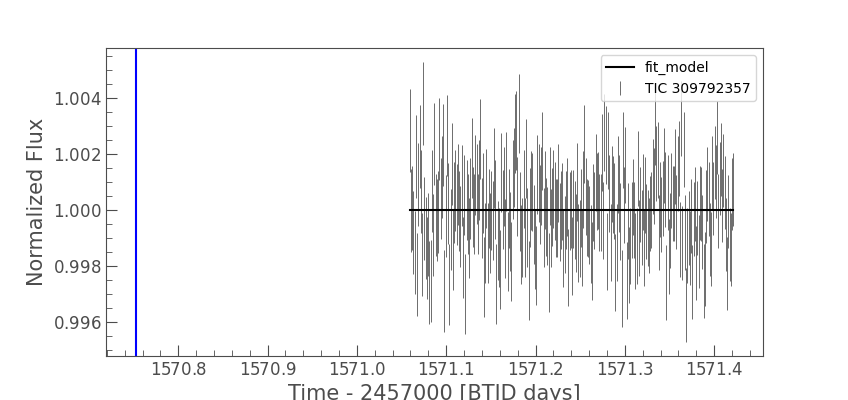 fit_model
TIC 309792357
Normalized Flux
1.004
1.002
1.000
0.998
0.996
1570.8 1570.9 1571.0 1571.1 1571.2 1571.3 1571.4
Time - 2457000 [BTJD days]